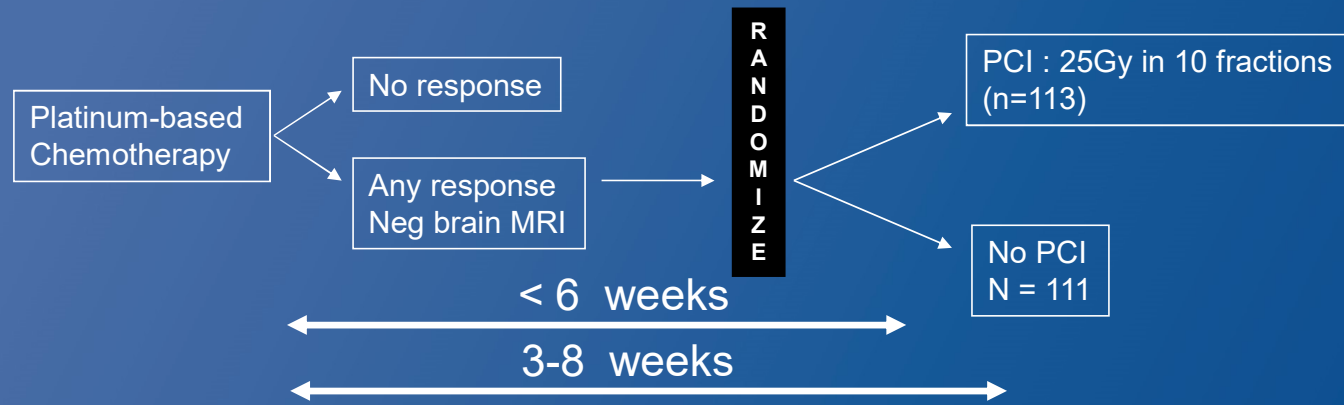 Platinum-based
Chemotherapy
No response
Any response
Neg brain MRI
R
A
N
D
O
M
I
Z
E
PCI : 25Gy in 10 fractions
(n=113)
No PCI
N = 111
< 6 weeks
3-8 weeks